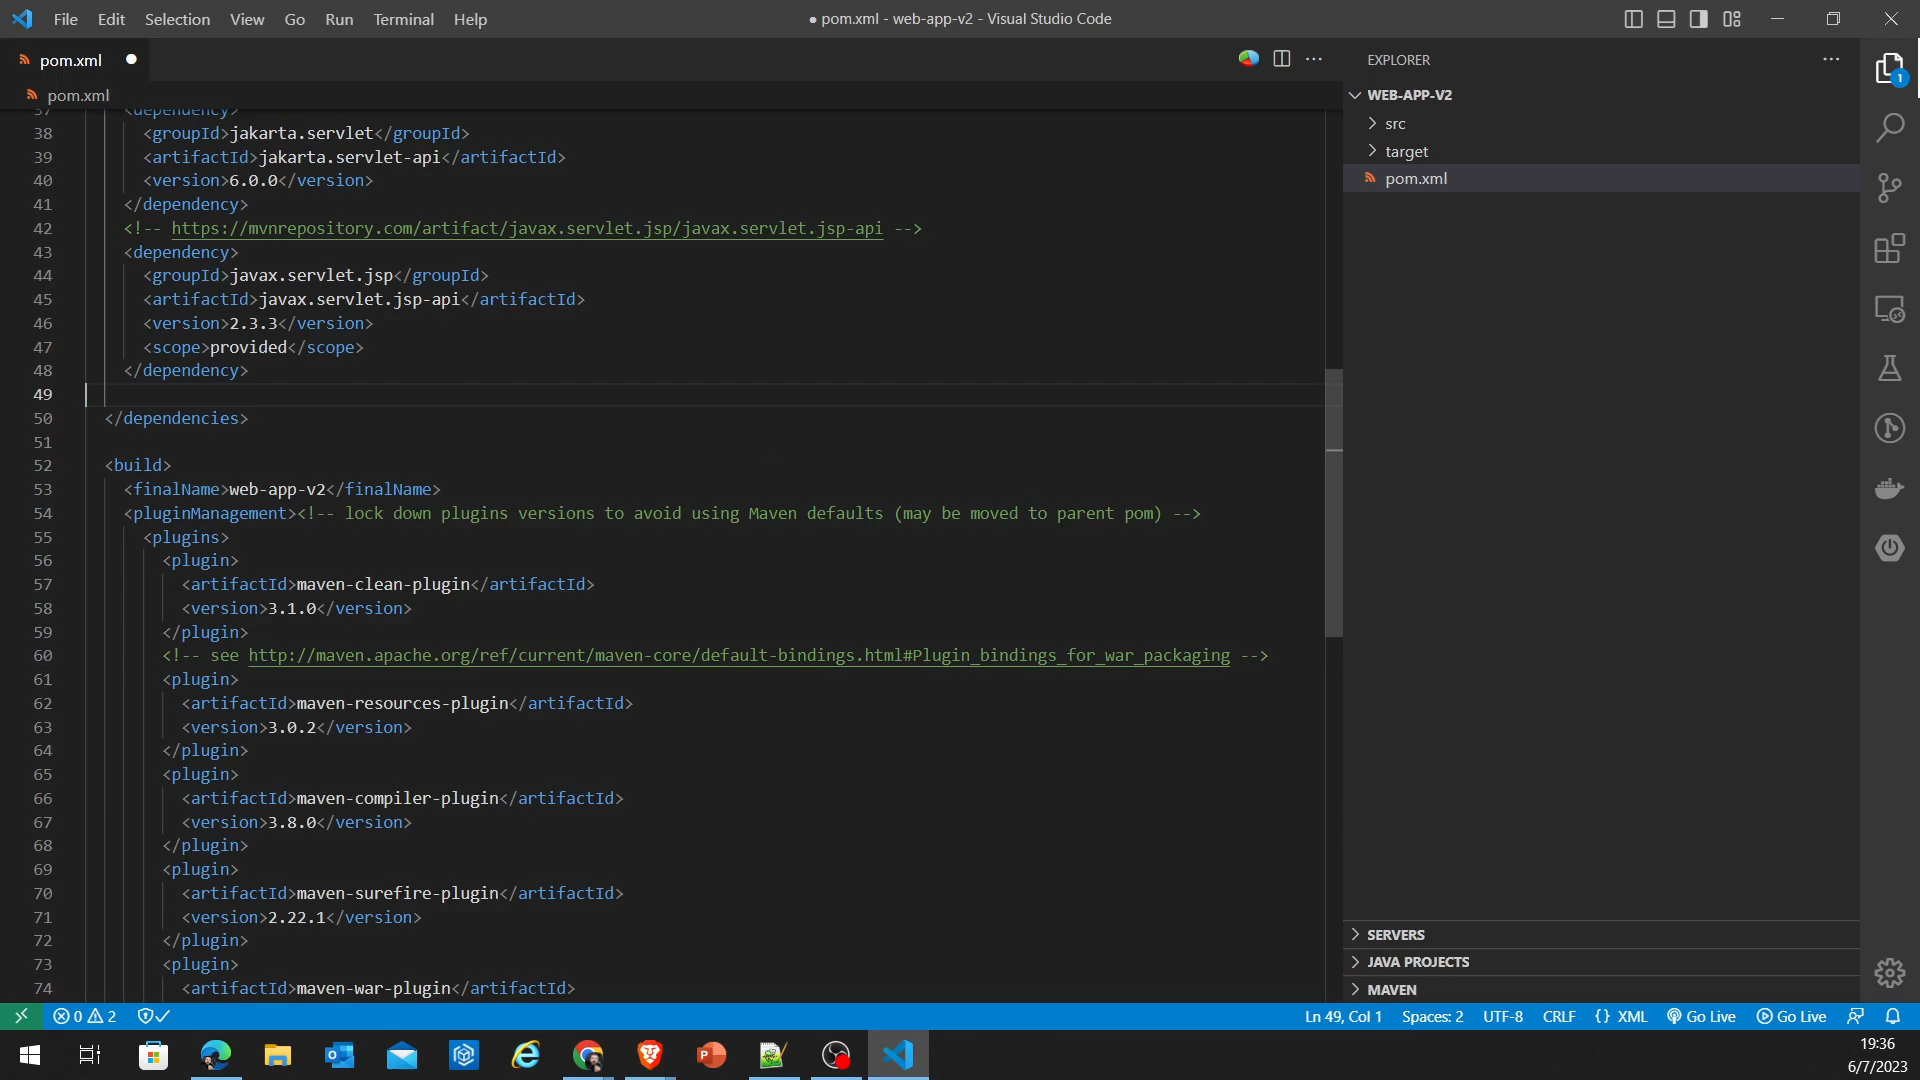 File Edit Selection View Go Run Terminal Help
● pom.xml - web-app-v2 - Visual Studio Code
pom.xml
pom.xml
37 <dependency>
38 <groupId>jakarta.servlet</groupId>
39 <artifactId>jakarta.servlet-api</artifactId>
40 <version>6.0.0</version>
41 </dependency>
42 <!-- https://mvnrepository.com/artifact/javax.servlet.jsp/javax.servlet.jsp-api -->
43 <dependency>
44 <groupId>javax.servlet.jsp</groupId>
45 <artifactId>javax.servlet.jsp-api</artifactId>
46 <version>2.3.3</version>
47 <scope>provided</scope>
48 </dependency>
49
50 </dependencies>
51
52 <build>
53 <finalName>web-app-v2</finalName>
54 <pluginManagement><!-- lock down plugins versions to avoid using Maven defaults (may be moved to parent pom) -->
55 <plugins>
56 <plugin>
57 <artifactId>maven-clean-plugin</artifactId>
58 <version>3.1.0</version>
59 </plugin>
60 <!-- see http://maven.apache.org/ref/current/maven-core/default-bindings.html#Plugin_bindings_for_war_packaging -->
61 <plugin>
62 <artifactId>maven-resources-plugin</artifactId>
63 <version>3.0.2</version>
64 </plugin>
65 <plugin>
66 <artifactId>maven-compiler-plugin</artifactId>
67 <version>3.8.0</version>
68 </plugin>
69 <plugin>
70 <artifactId>maven-surefire-plugin</artifactId>
71 <version>2.22.1</version>
72 </plugin>
73 <plugin>
74 <artifactId>maven-war-plugin</artifactId>
EXPLORER
WEB-APP-V2
src
target
pom.xml
SERVERS
JAVA PROJECTS
MAVEN
1
0 2
Ln 49, Col 1 Spaces: 2 UTF-8 CRLF {} XML Go Live Go Live
19:36
6/7/2023